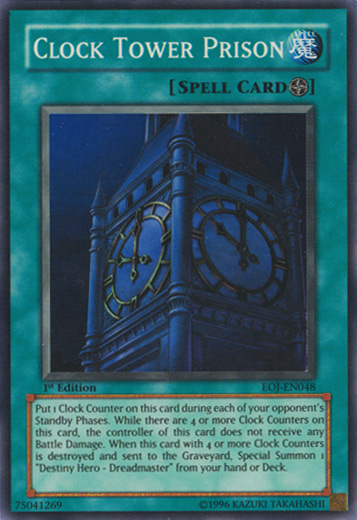 CLOCK TOWER PRISON 魔
[SPELL CARD]
1st Edition
EOJ-EN048
Put 1 Clock Counter on this card during each of your opponent's
Standby Phases. While there are 4 or more Clock Counters on
this card, the controller of this card does not receive any
Battle Damage. When this card with 4 or more Clock Counters
is destroyed and sent to the Graveyard, Special Summon 1
"Destiny Hero - Dreadmaster" from your hand or Deck.
75041269
©1996 KAZUKI TAKAHASHI